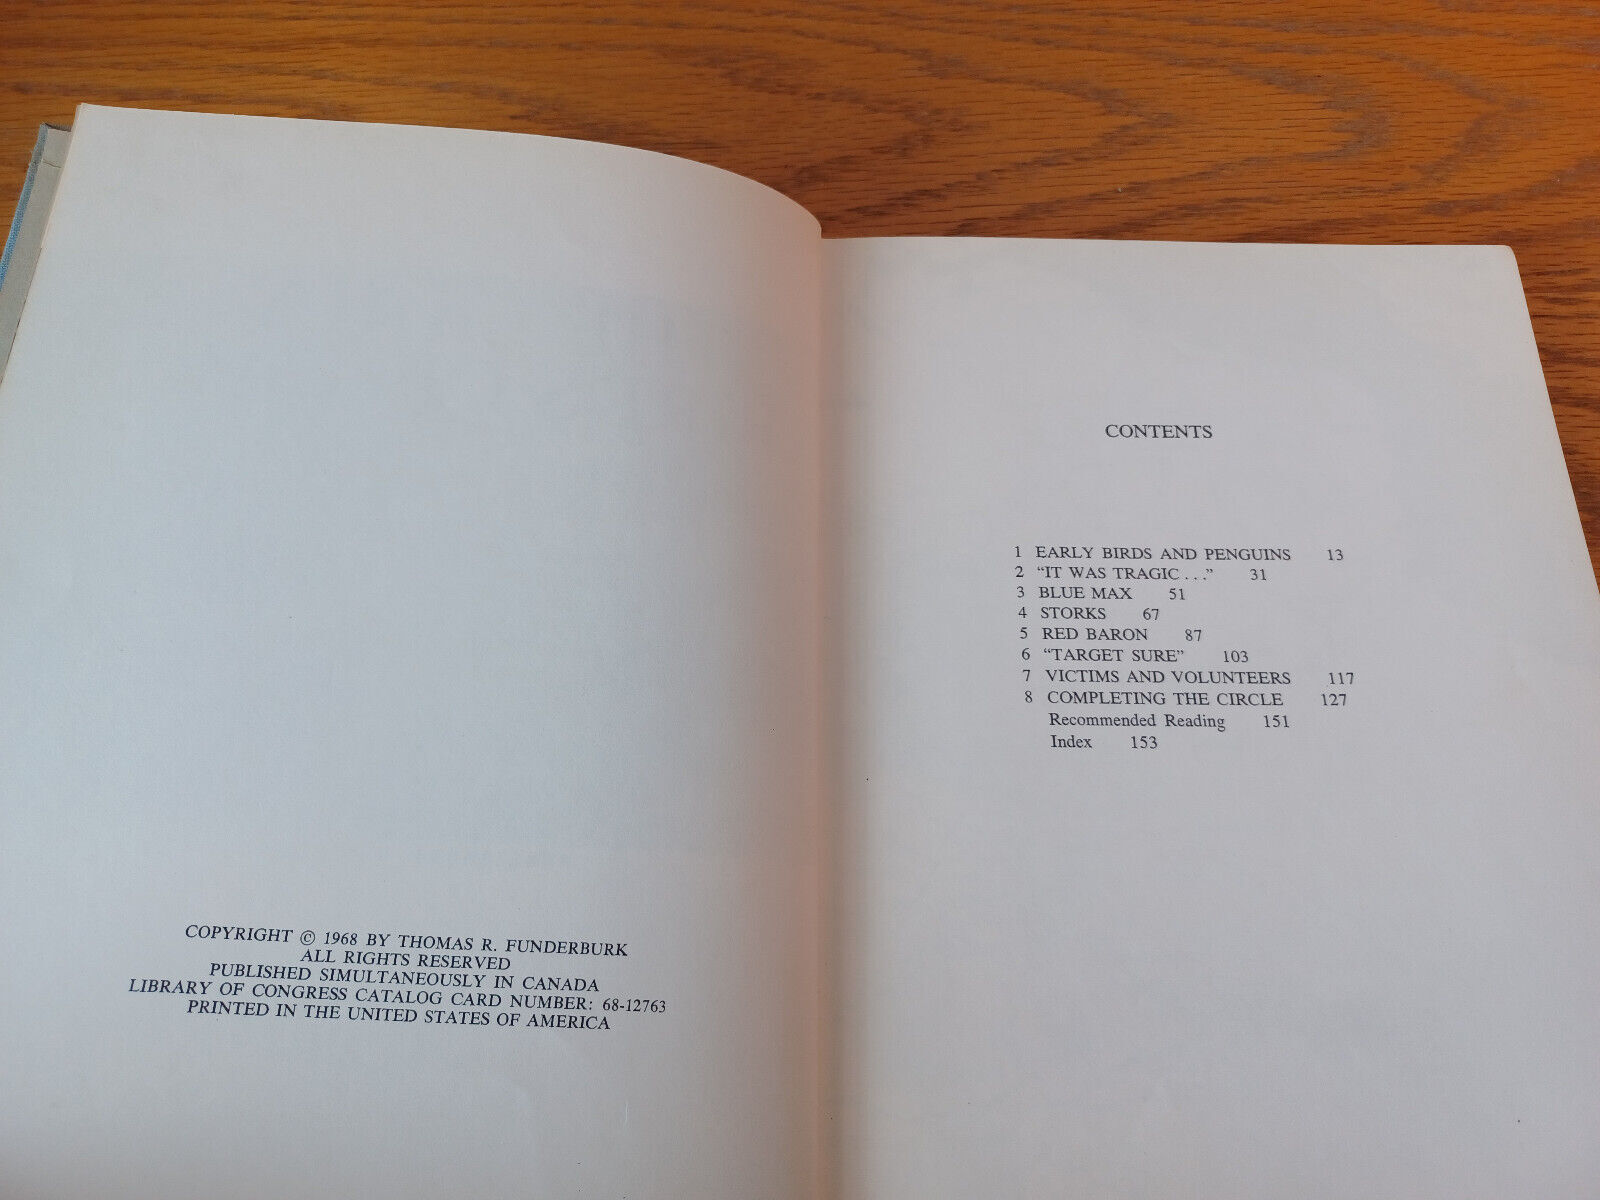 COPYRIGHT © 1968 BY THOMAS R. FUNDERBURK
ALL RIGHTS RESERVED
PUBLISHED SIMULTANEOUSLY IN CANADA
LIBRARY OF CONGRESS CATALOG CARD NUMBER: 68-12763
PRINTED IN THE UNITED STATES OF AMERICA
CONTENTS
1 EARLY BIRDS AND PENGUINS 13
2 “IT WAS TRAGIC . . .” 31
3 BLUE MAX 51
4 STORKS 67
5 RED BARON 87
6 “TARGET SURE” 103
7 VICTIMS AND VOLUNTEERS 117
8 COMPLETING THE CIRCLE 127
Recommended Reading 151
Index 153